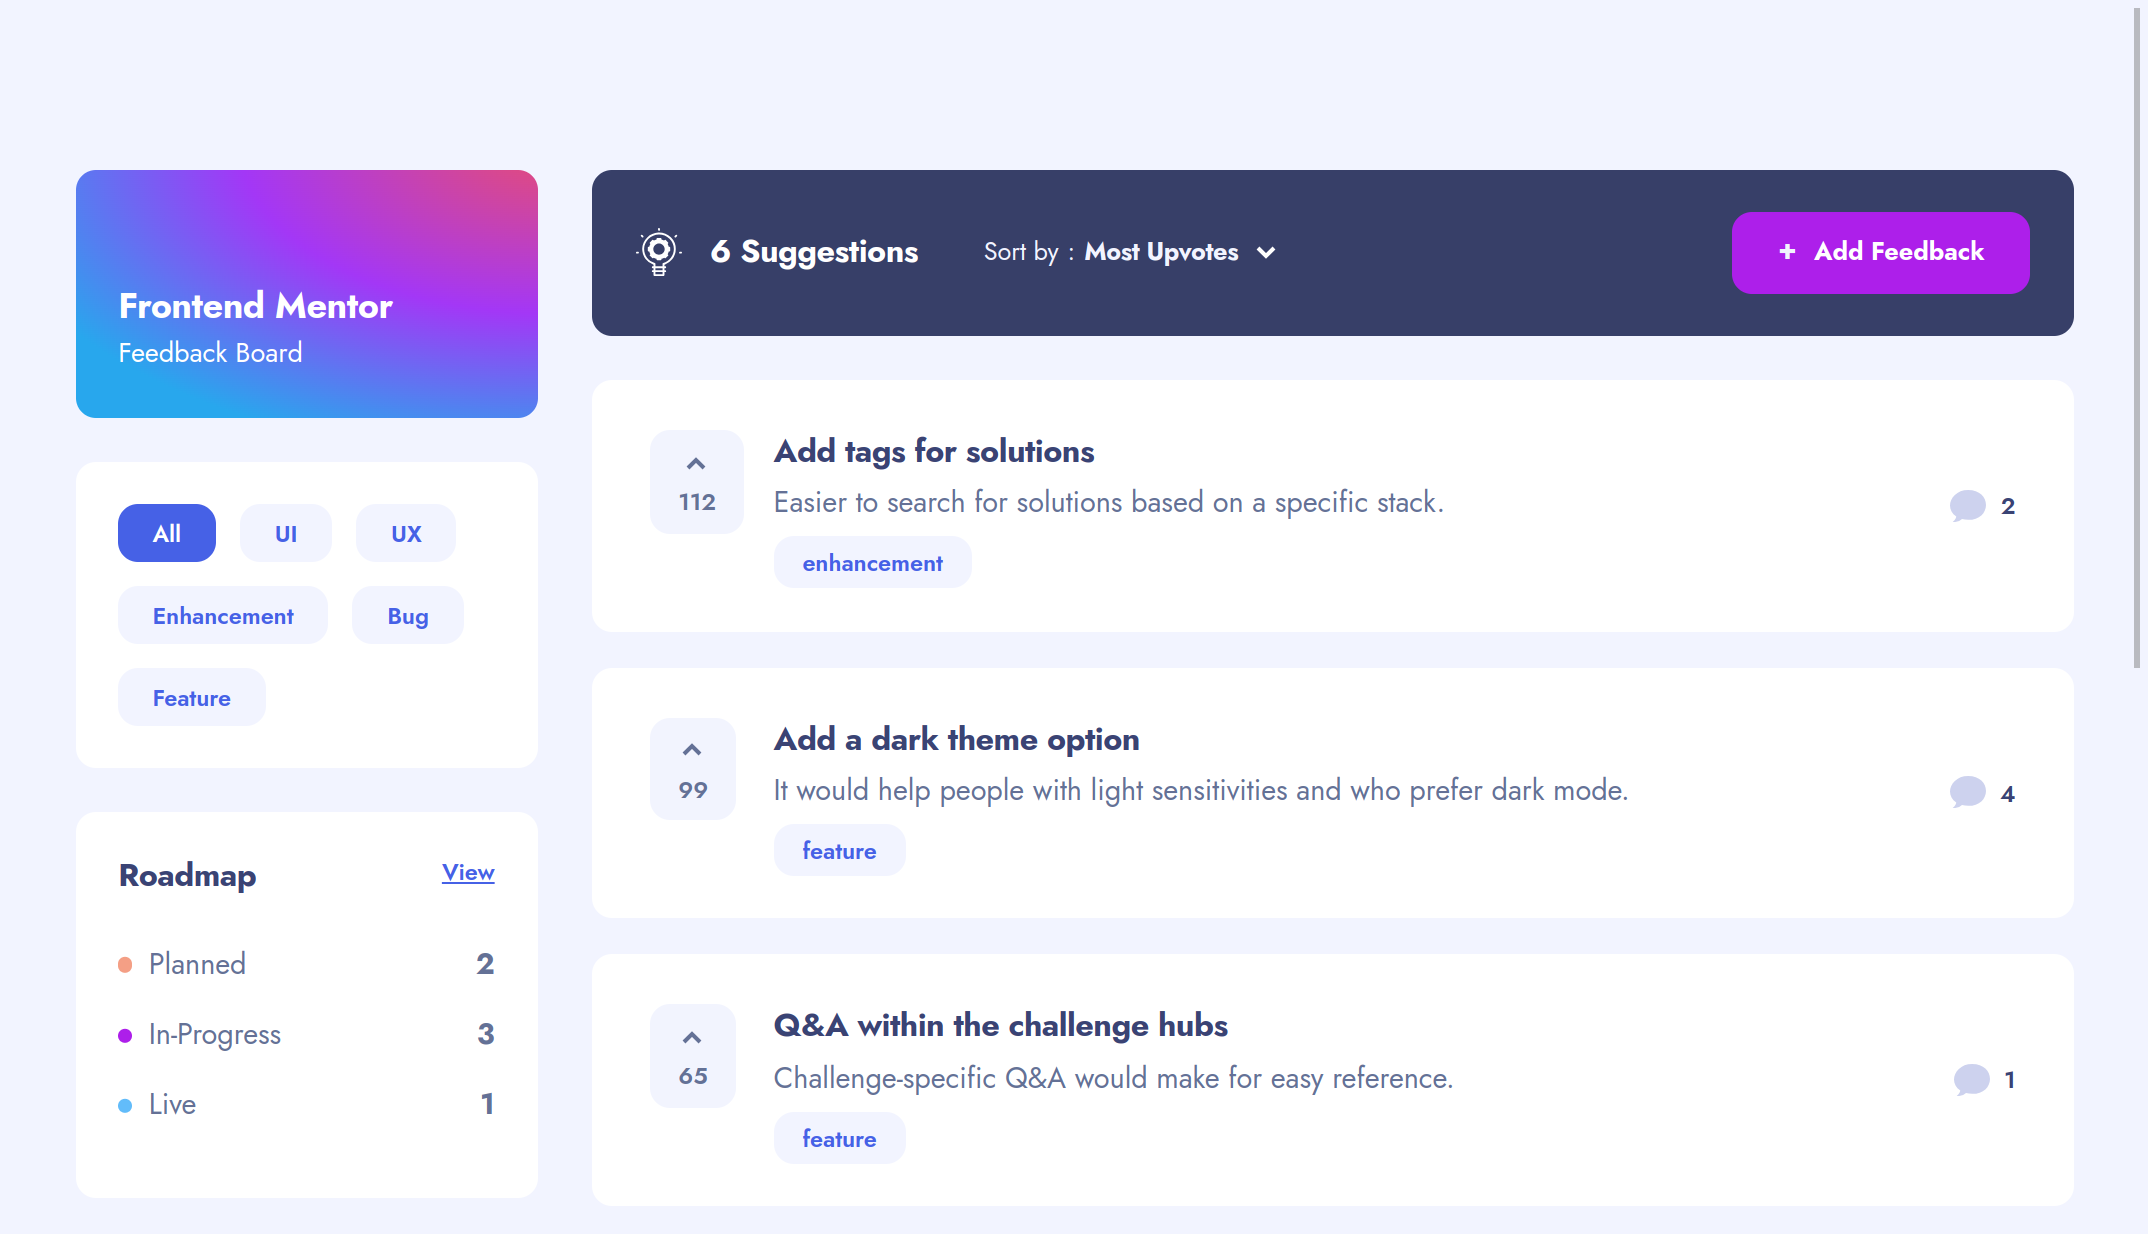 Frontend Mentor
Feedback Board
All
UI
UX
Enhancement
Bug
Feature
Roadmap
View
Planned
2
In-Progress
3
Live
1
6 Suggestions
Sort by : Most Upvotes
+ Add Feedback
112
Add tags for solutions
Easier to search for solutions based on a specific stack.
enhancement
2
99
Add a dark theme option
It would help people with light sensitivities and who prefer dark mode.
feature
4
65
Q&A within the challenge hubs
Challenge-specific Q&A would make for easy reference.
feature
1